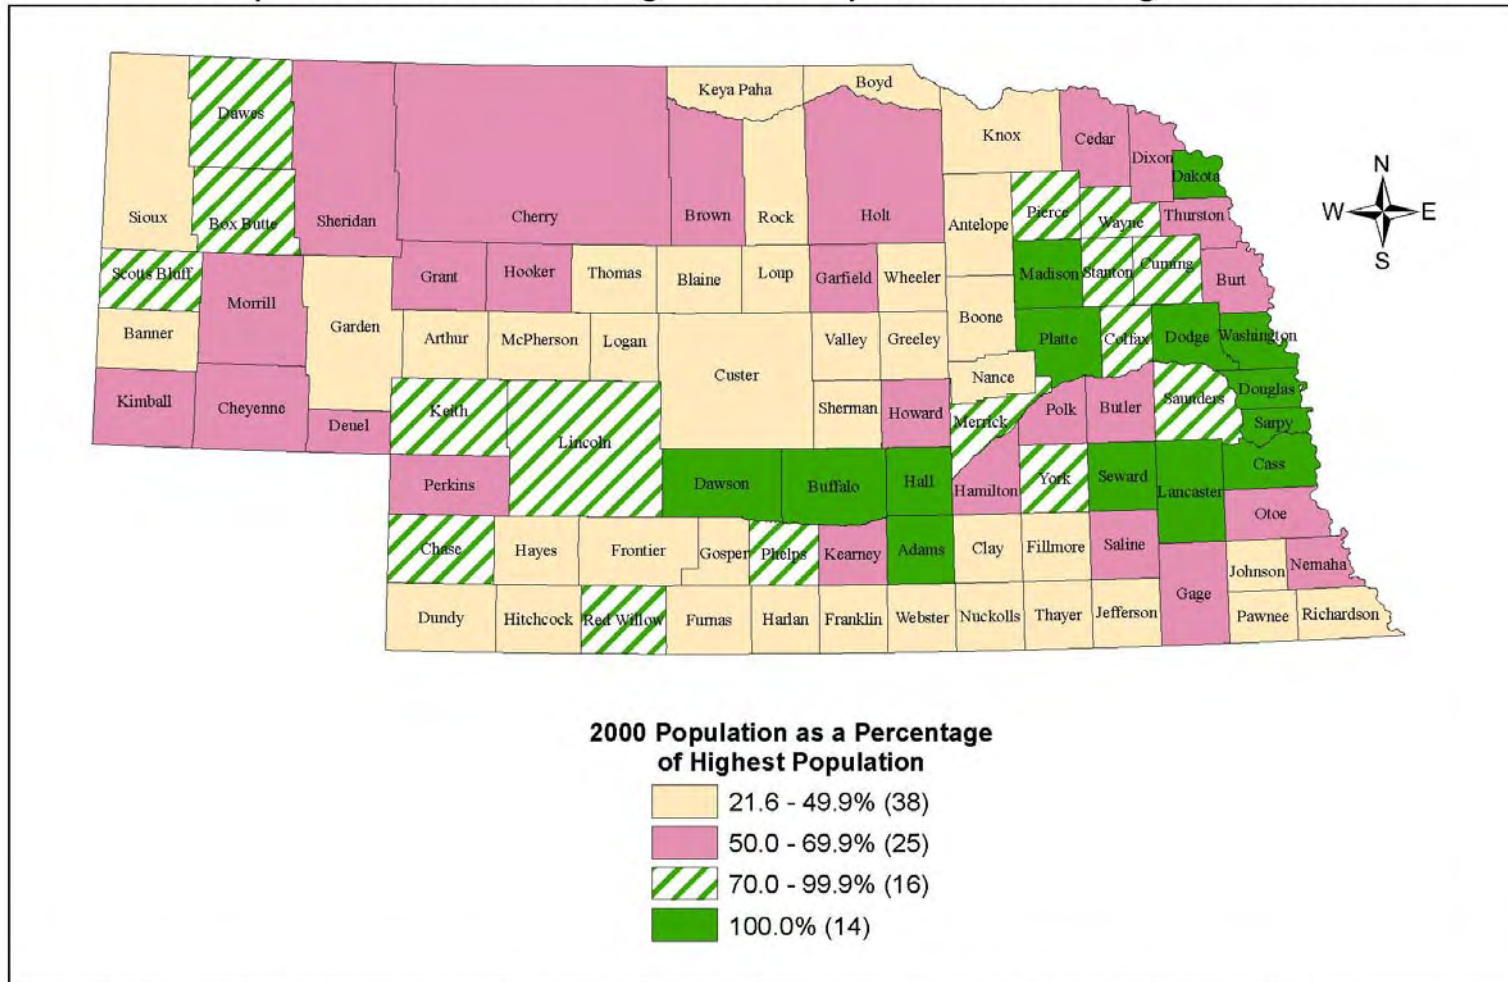 Keya Paha
Boyd
Dawes
Knox
Cedar
Dixon
Dakota
N
W E
S
Sioux
Box Butte
Sheridan
Cherry
Brown
Rock
Holt
Antelope
Pierce
Wayne
Thurston
Scotts Bluff
Morrill
Grant
Hooker
Thomas
Blaine
Loup
Garfield
Wheeler
Madison
Stanton
Cuming
Burt
Banner
Garden
Arthur
McPherson
Logan
Custer
Valley
Greeley
Boone
Platte
Colfax
Dodge
Washington
Kimball
Cheyenne
Deuel
Keith
Lincoln
Sherman
Howard
Nance
Merrick
Polk
Butler
Saunders
Douglas
Sarpy
Perkins
Dawson
Buffalo
Hall
Hamilton
York
Seward
Lancaster
Cass
Otoe
Chase
Hayes
Frontier
Gosper
Phelps
Kearney
Adams
Clay
Fillmore
Saline
Gage
Johnson
Nemaha
Dundy
Hitchcock
Red Willow
Furnas
Harlan
Franklin
Webster
Nuckolls
Thayer
Jefferson
Pawnee
Richardson
2000 Population as a Percentage
of Highest Population
21.6 - 49.9% (38)
50.0 - 69.9% (25)
70.0 - 99.9% (16)
100.0% (14)